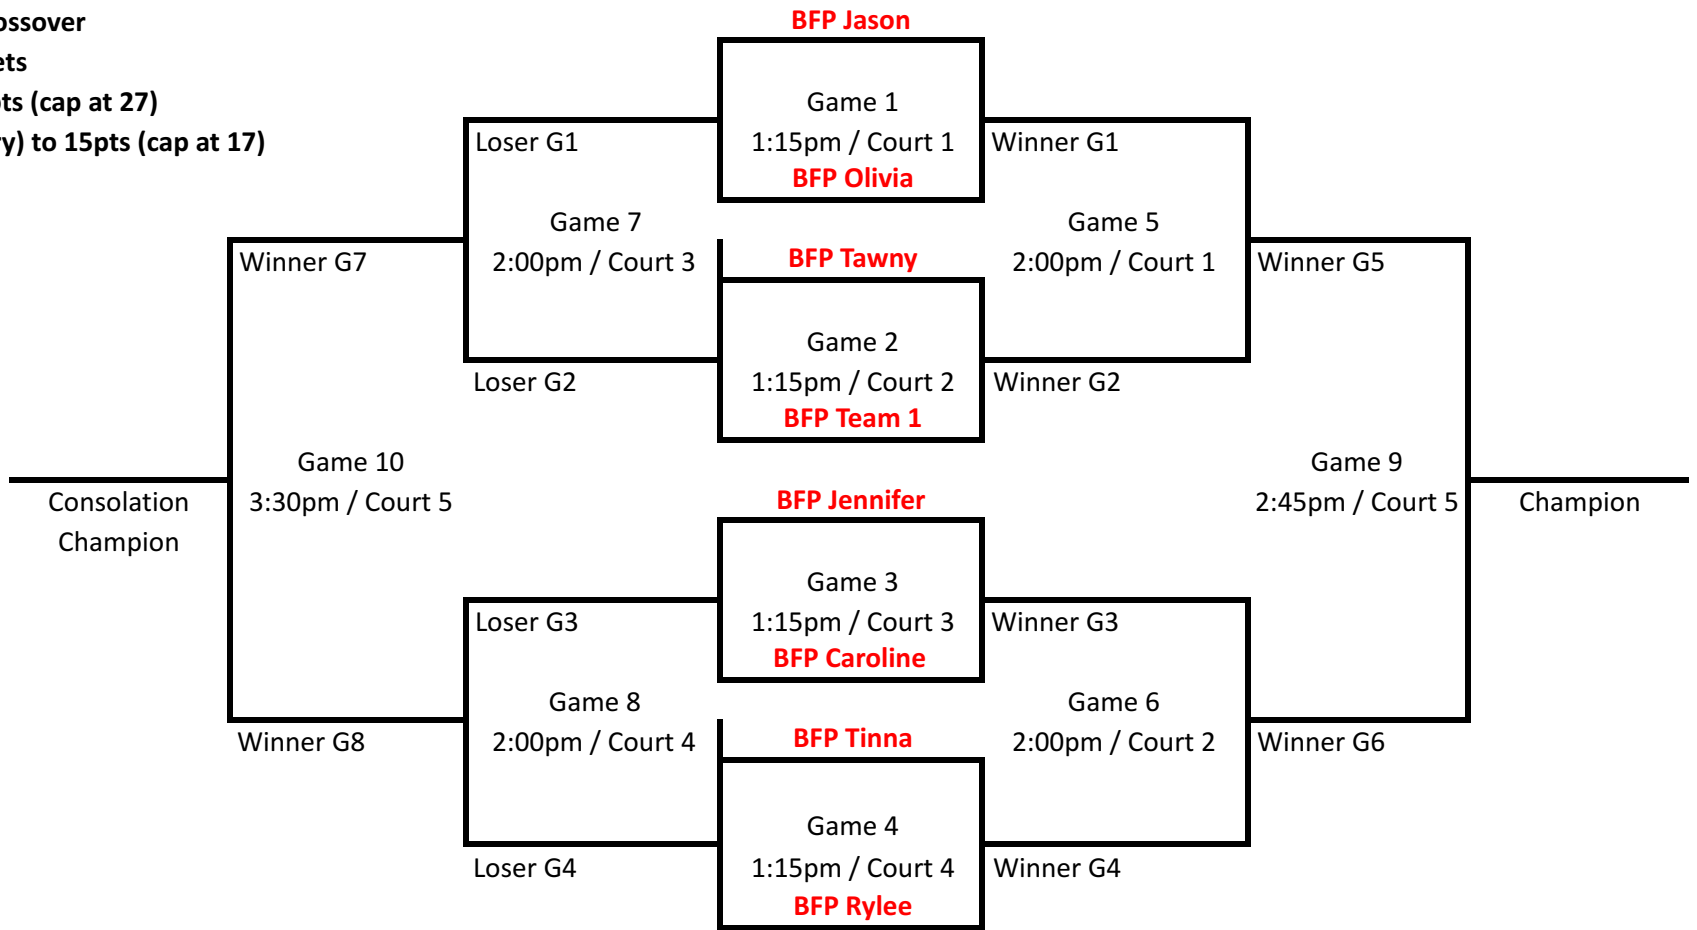 BFP Jason
Game 1
(cap at 27)
to 15pts (cap at 17)
Loser G1
1:15pm / Court 1
Winner G1
BFP Olivia
Game 7
Game 5
Winner G7
2:00pm / Court 3
BFP Tawny
2:00pm / Court 1
Winner G5
Game 2
Loser G2
1:15pm / Court 2
Winner G2
BFP Team 1
Game 10
Game 9
Consolation
3:30pm / Court 5
BFP Jennifer
2:45pm / Court 5
Champion
Champion
Game 3
Loser G3
1:15pm / Court 3
Winner G3
BFP Caroline
Game 8
Game 6
Winner G8
2:00pm / Court 4
BFP Tinna
2:00pm / Court 2
Winner G6
Game 4
Loser G4
1:15pm / Court 4
Winner G4
BFP Rylee